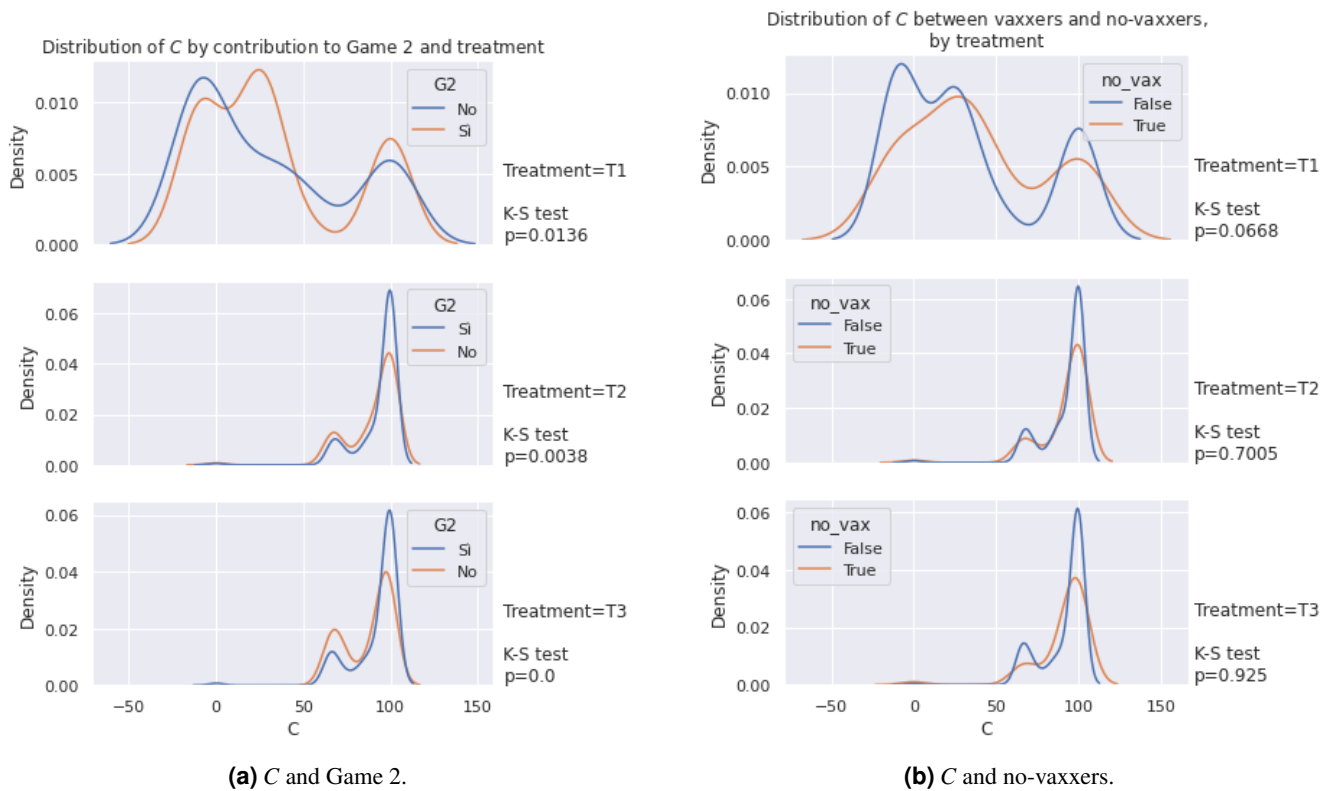 Distribution of C by contribution to Game 2 and treatment
G2
No
Sì
0.010
0.005
0.000
Density
Treatment=T1
K-S test
p=0.0136
G2
Sì
No
0.06
0.04
0.02
0.00
Density
Treatment=T2
K-S test
p=0.0038
G2
Sì
No
0.06
0.04
0.02
0.00
Density
Treatment=T3
K-S test
p=0.0
−50 0 50 100 150
C
(a) C and Game 2.
Distribution of C between vaxxers and no-vaxxers,
by treatment
no_vax
False
True
0.010
0.005
0.000
Density
Treatment=T1
K-S test
p=0.0668
no_vax
False
True
0.06
0.04
0.02
0.00
Density
Treatment=T2
K-S test
p=0.7005
no_vax
False
True
0.06
0.04
0.02
0.00
Density
Treatment=T3
K-S test
p=0.925
−50 0 50 100 150
C
(b) C and no-vaxxers.